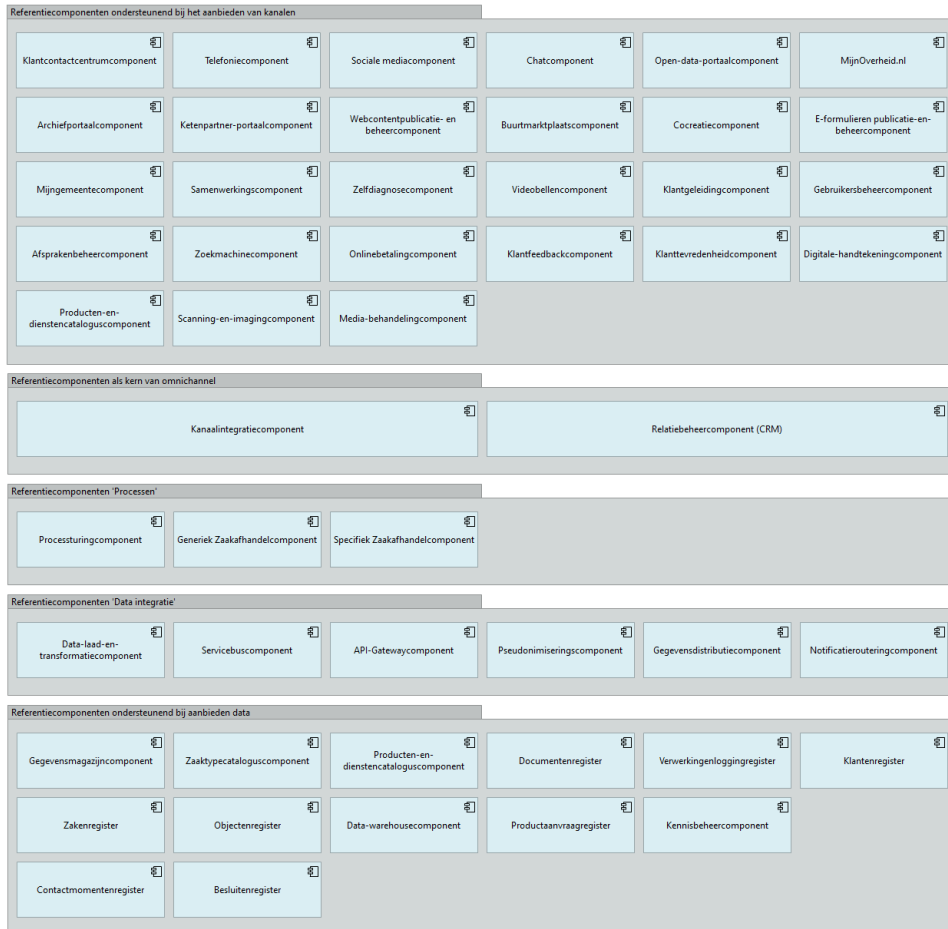 Referentiecomponenten ondersteunend bij het aanbieden van kanalen
Klantcontactcentrumcomponent
Telefoniecomponent
Sociale mediacomponent
Chatcomponent
Open-data-portaalcomponent
MijnOverheid.nl
Archiefportaalcomponent
Ketenpartner-portaalcomponent
Webcontentpublicatie- en
beheercomponent
Buurtmarktplaatscomponent
Cocreatiecomponent
E-formulieren publicatie-en-
beheercomponent
Mijngemeentecomponent
Samenwerkingscomponent
Zelfdiagnosecomponent
Videobellencomponent
Klantgeleidingcomponent
Gebruikersbeheercomponent
Afsprakenbeheercomponent
Zoekmachinecomponent
Onlinebetalingcomponent
Klantfeedbackcomponent
Klanttevredenheidcomponent
Digitale-handtekeningcomponent
Producten-en-
dienstencataloguscomponent
Scanning-en-imagingcomponent
Media-behandelingcomponent
Referentiecomponenten als kern van omnichannel
Kanaalintegratiecomponent
Relatiebeheercomponent (CRM)
Referentiecomponenten 'Processen'
Processturingcomponent
Generiek Zaakafhandelcomponent
Specifiek Zaakafhandelcomponent
Referentiecomponenten 'Data integratie'
Data-laad-en-
transformatiecomponent
Servicebuscomponent
API-Gatewaycomponent
Pseudonimiseringscomponent
Gegevensdistributiecomponent
Notificatierouteringcomponent
Referentiecomponenten ondersteunend bij aanbieden data
Gegevensmagazijncomponent
Zaaktypecataloguscomponent
Producten-en-
dienstencataloguscomponent
Documentenregister
Verwerkingenloggingregister
Klantenregister
Zakenregister
Objectenregister
Data-warehousecomponent
Productaanvraagregister
Kennisbeheercomponent
Contactmomentenregister
Besluitenregister